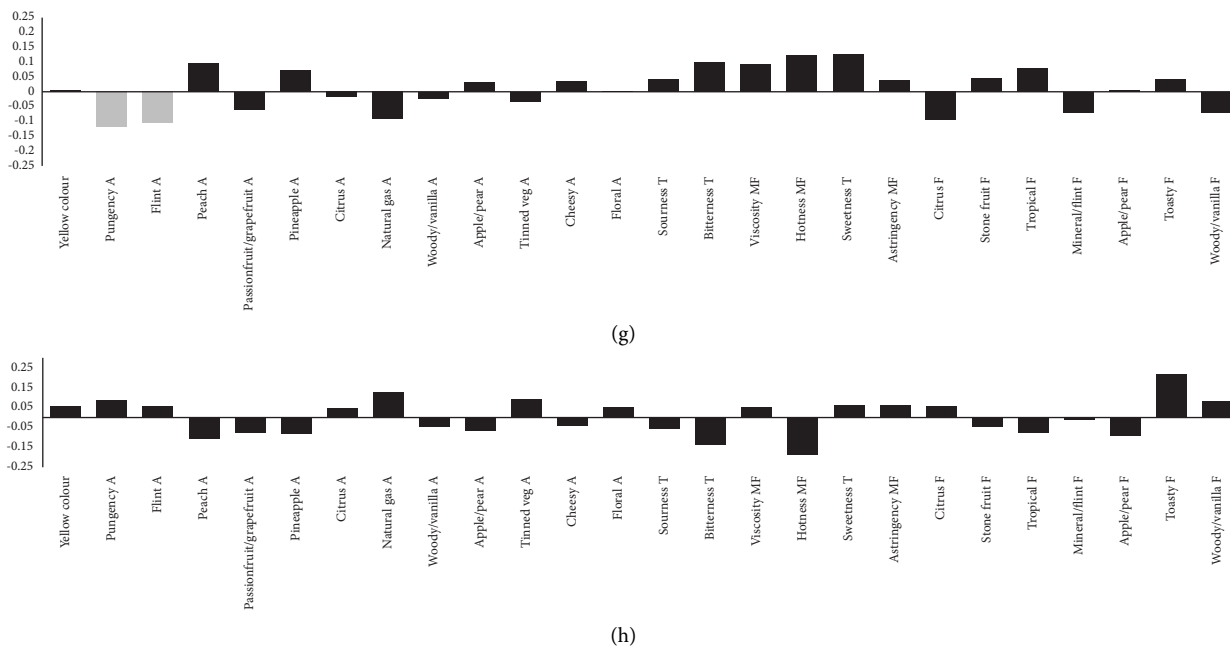 0.25
0.2
0.15
0.1
0.05
0
-0.05
-0.1
-0.15
-0.2
-0.25
Yellow colour
Pungency A
Flint A
Peach A
Passionfruit/grapefruit A
Pineapple A
Citrus A
Natural gas A
Woody/vanilla A
Apple/pear A
Tinned veg A
Cheesy A
Floral A
Sourness T
Bitterness T
Viscosity MF
Hotness MF
Sweetness T
Astringency MF
Citrus F
Stone fruit F
Tropical F
Mineral/flint F
Apple/pear F
Toasty F
Woody/vanilla F
(g)
0.25
0.15
0.05
-0.05
-0.15
-0.25
Yellow colour
Pungency A
Flint A
Peach A
Passionfruit/grapefruit A
Pineapple A
Citrus A
Natural gas A
Woody/vanilla A
Apple/pear A
Tinned veg A
Cheesy A
Floral A
Sourness T
Bitterness T
Viscosity MF
Hotness MF
Sweetness T
Astringency MF
Citrus F
Stone fruit F
Tropical F
Mineral/flint F
Apple/pear F
Toasty F
Woody/vanilla F
(h)